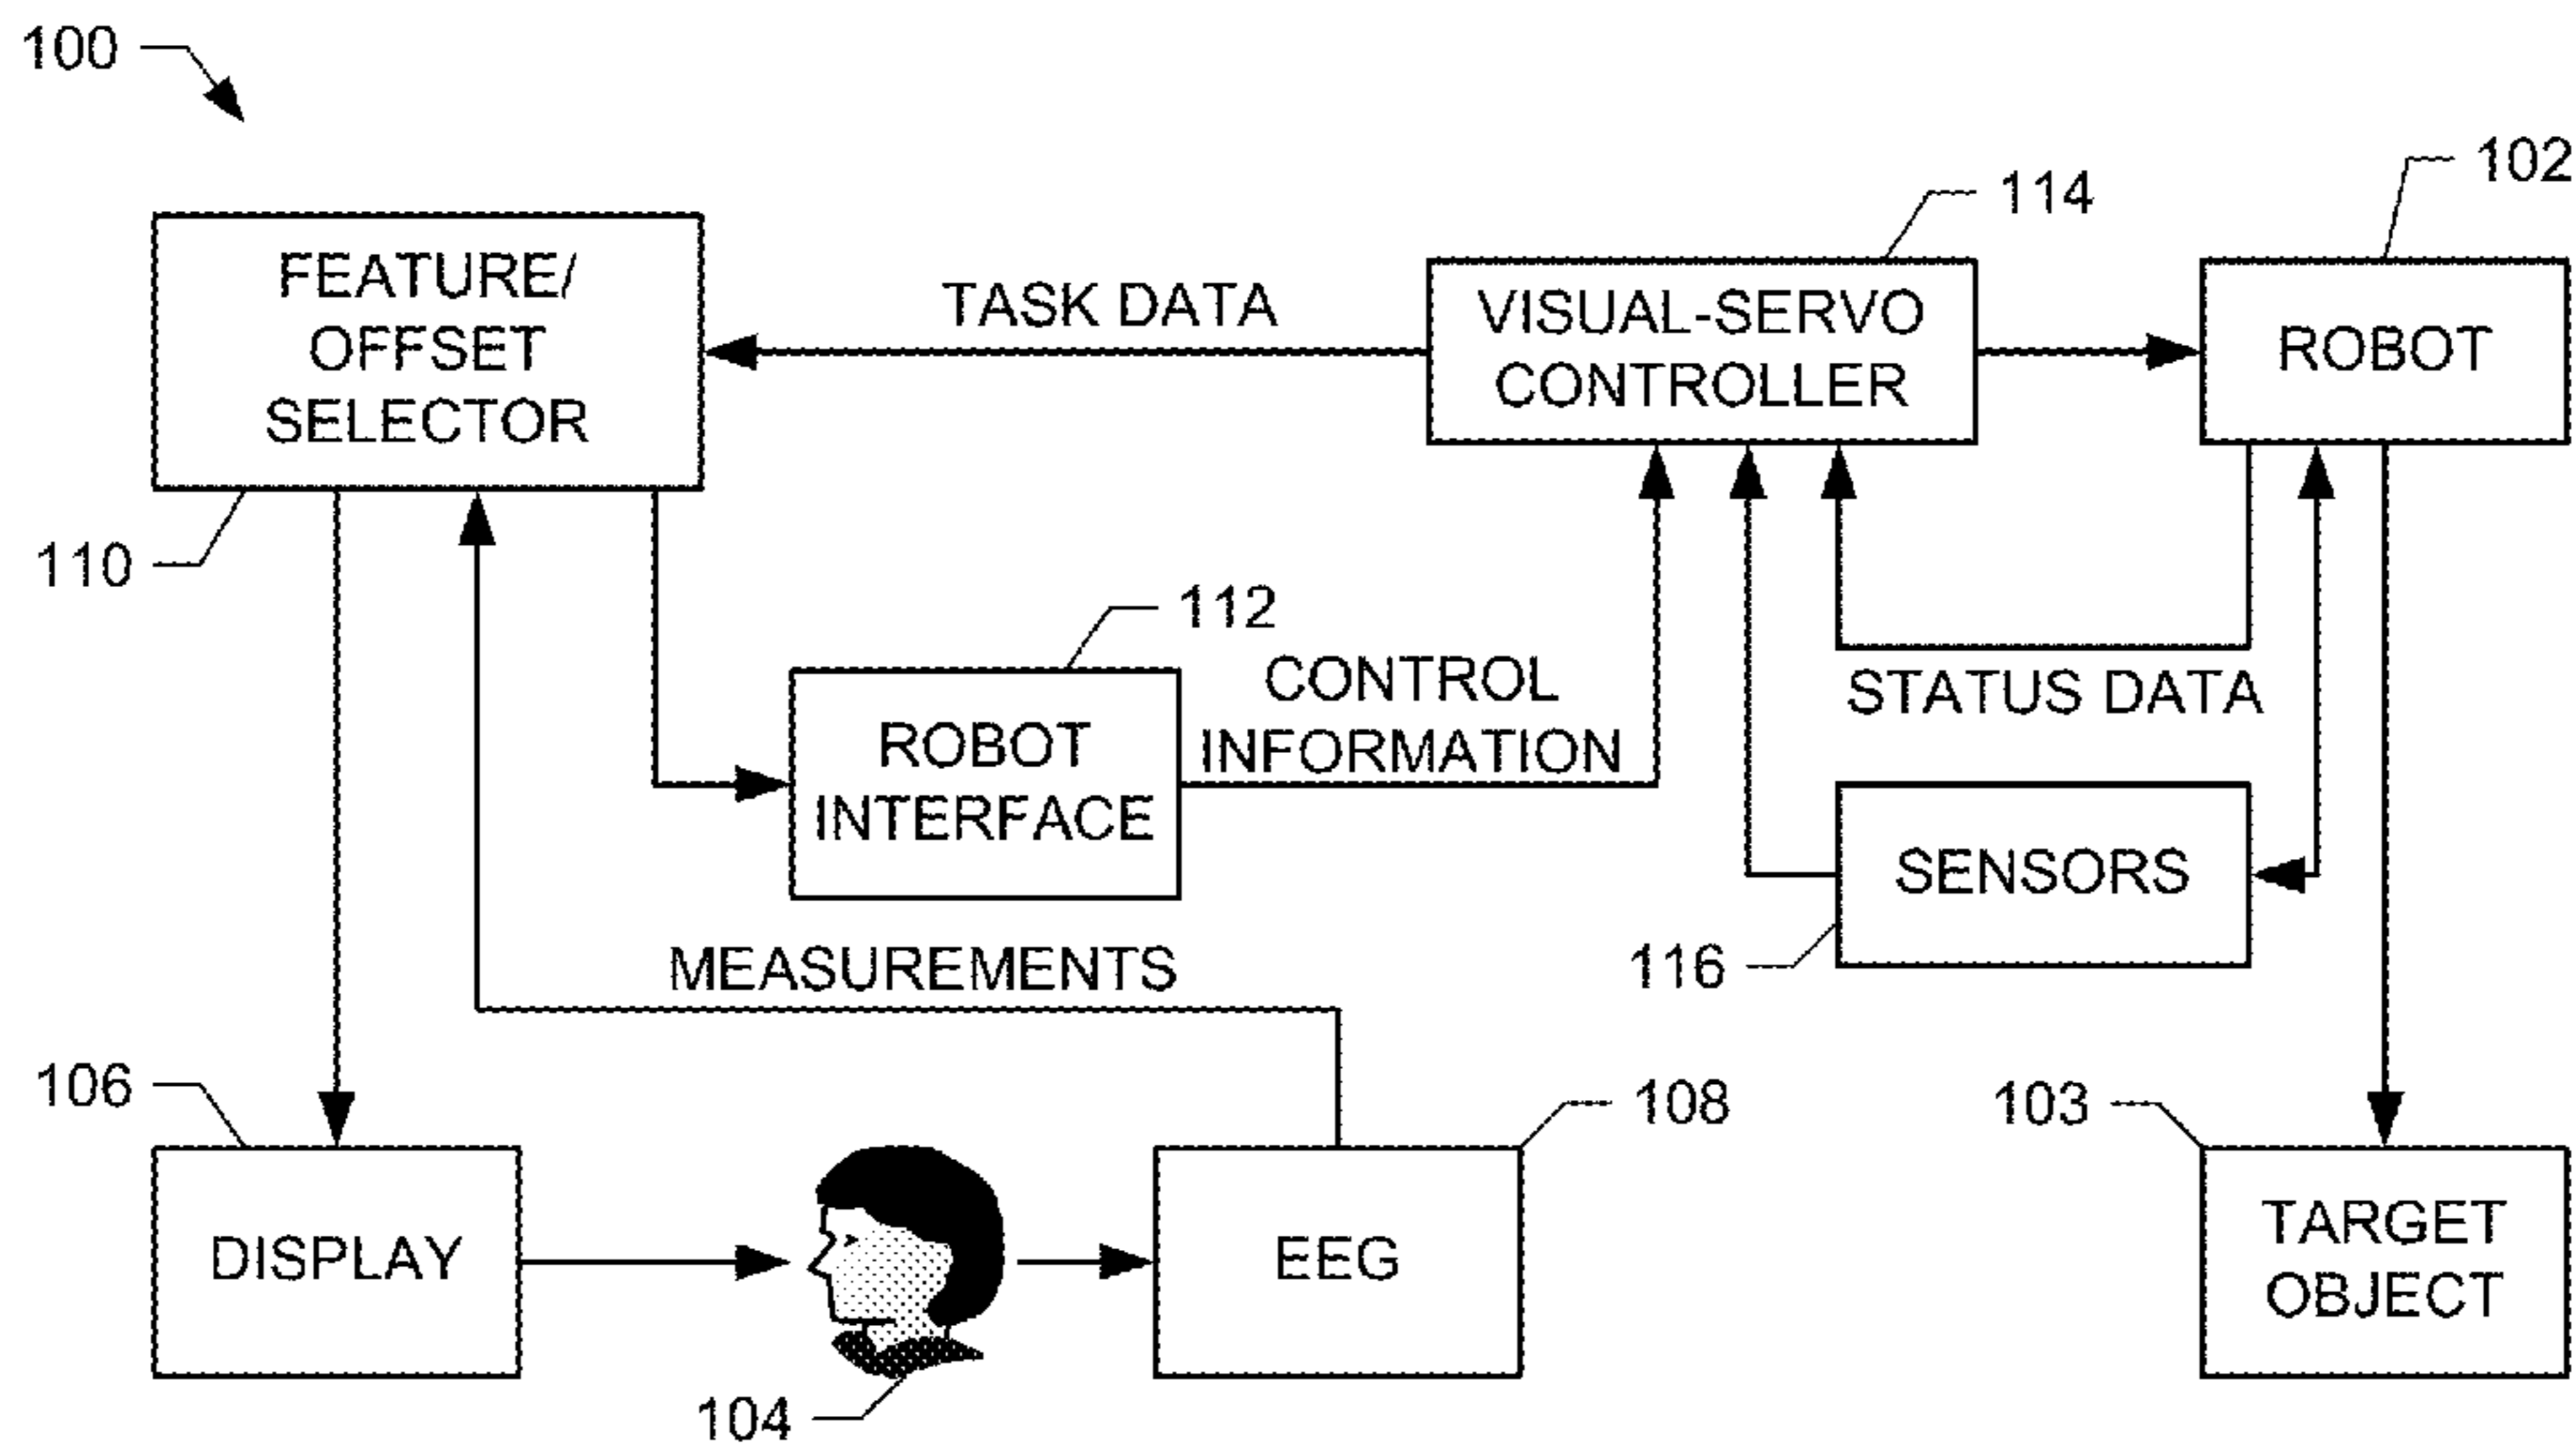 100
102
114
FEATURE/
OFFSET
SELECTOR
TASK DATA
VISUAL-SERVO
CONTROLLER
ROBOT
110
112
CONTROL
INFORMATION
STATUS DATA
ROBOT
INTERFACE
SENSORS
116
MEASUREMENTS
106
108
103
DISPLAY
EEG
TARGET
OBJECT
104